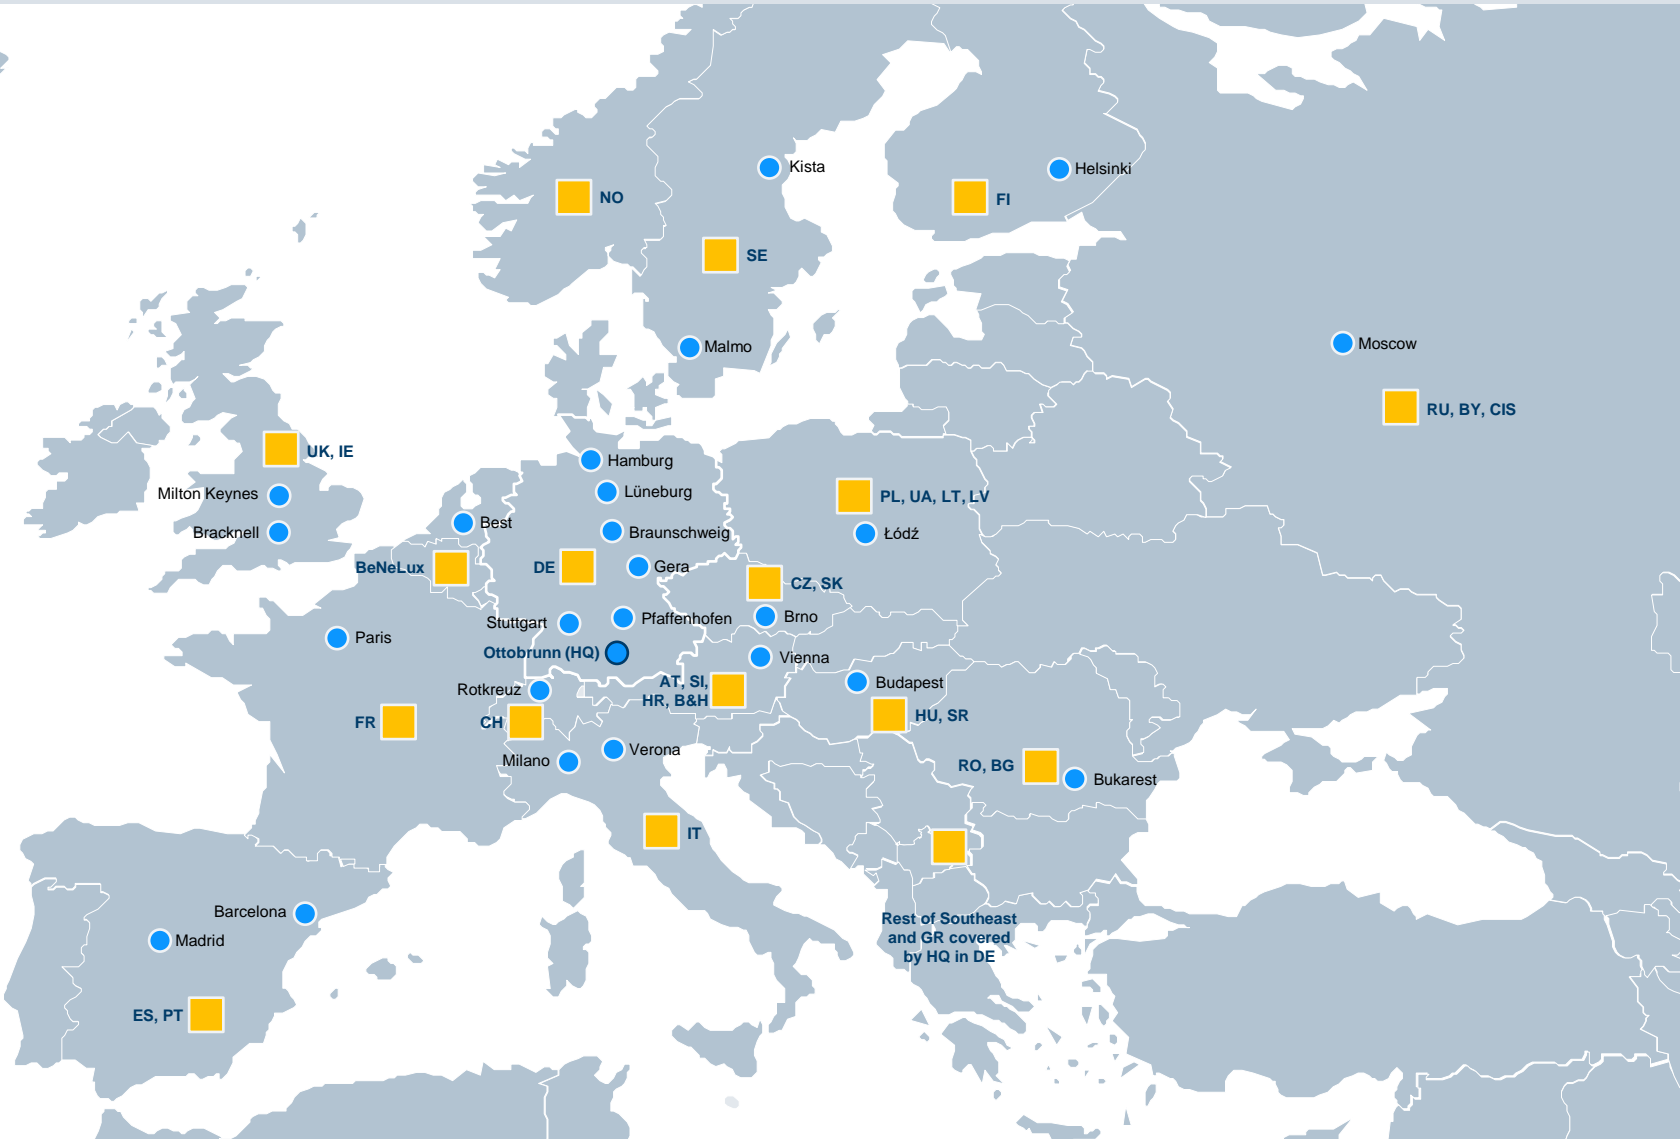 Kista
Helsinki
NO
FI
SE
Moscow
Malmo
RU, BY, CIS
UK, IE
Hamburg
Milton Keynes
Lüneburg
PL, UA, LT, LV
Best
Bracknell
Braunschweig
Łódź
BeNeLux
DE
Gera
CZ, SK
Brno
Stuttgart
Pfaffenhofen
Paris
Ottobrunn (HQ)
Vienna
AT, SI,
HR, B&H
Budapest
Rotkreuz
FR
CH
HU, SR
Verona
Milano
RO, BG
Bukarest
IT
Barcelona
Madrid
Rest of Southeast
and GR covered
by HQ in DE
ES, PT